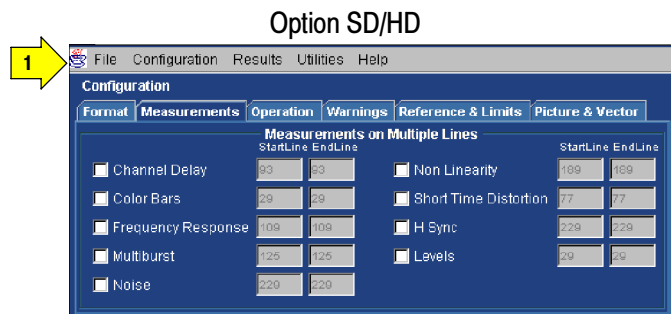 Option SD/HD
1
File Configuration Results Utilities Help
Configuration
Format Measurements Operation Warnings Reference & Limits Picture & Vector
Measurements on Multiple Lines
StartLine EndLine StartLine EndLine
Channel Delay 93 93 Non Linearity 189 189
Color Bars 29 29 Short Time Distortion 77 77
Frequency Response 109 109 H Sync 229 229
Multiburst 125 125 Levels 29 29
Noise 229 229